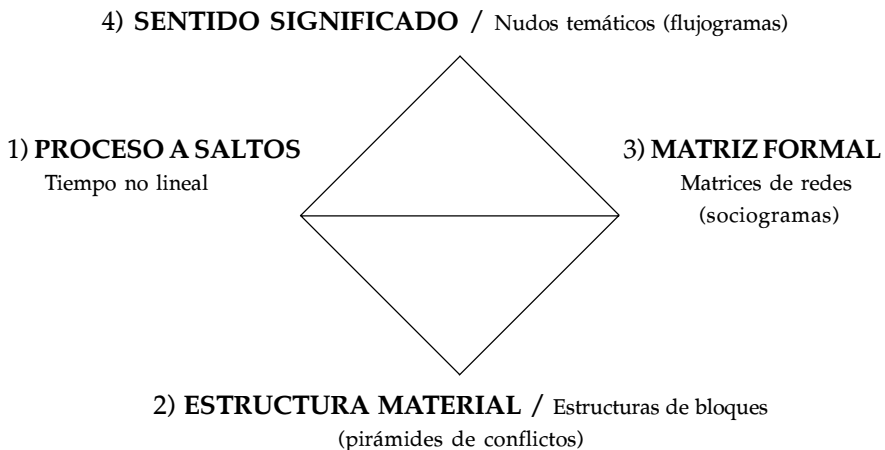 4) SENTIDO SIGNIFICADO / Nudos temáticos (flujogramas)
1) PROCESO A SALTOS
Tiempo no lineal
3) MATRIZ FORMAL
Matrices de redes
(sociogramas)
2) ESTRUCTURA MATERIAL / Estructuras de bloques
(pirámides de conflictos)